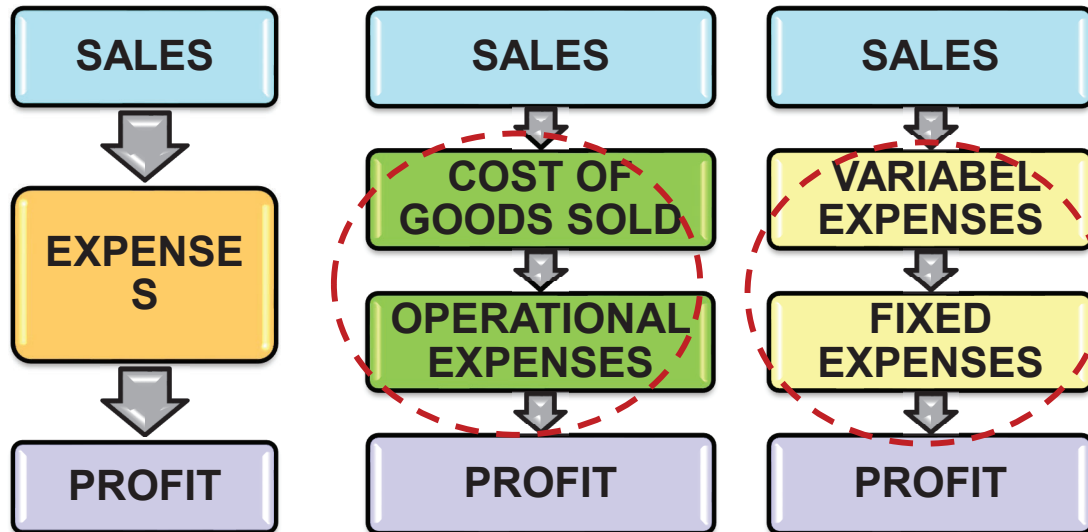 SALES
EXPENSE
S
PROFIT
SALES
COST OF
GOODS SOLD
OPERATIONAL
EXPENSES
PROFIT
SALES
VARIABEL
EXPENSES
FIXED
EXPENSES
PROFIT